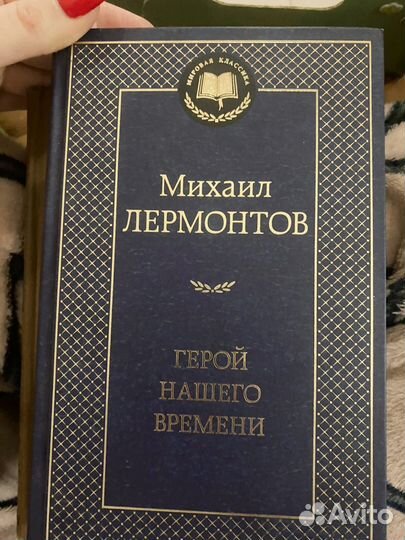 МИРОВАЯ КЛАССИКА
Михаил
ЛЕРМОНТОВ
ГЕРОЙ
НАШЕГО
ВРЕМЕНИ
Avito